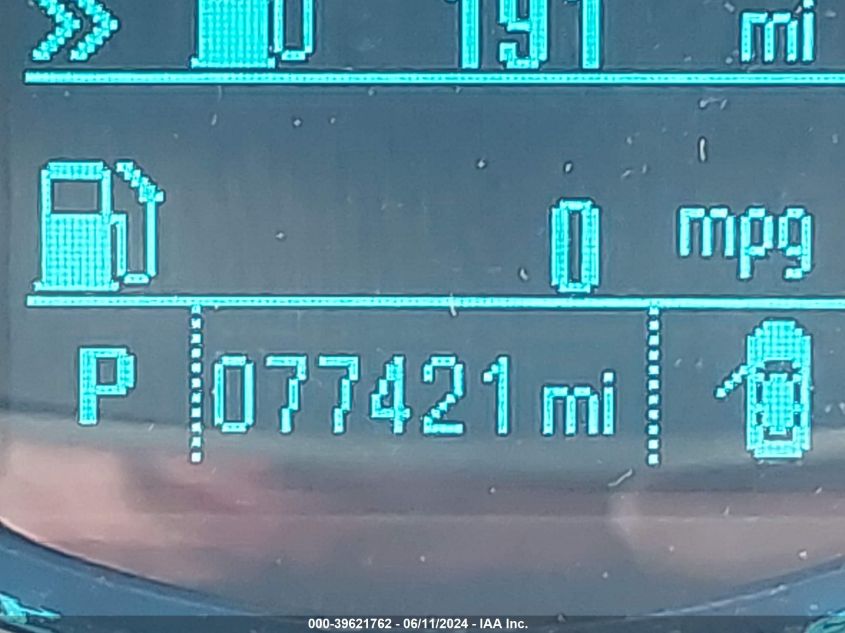 191 mi
0 mpg
P 077421 mi
000-39621762 - 06/11/2024 - IAA Inc.